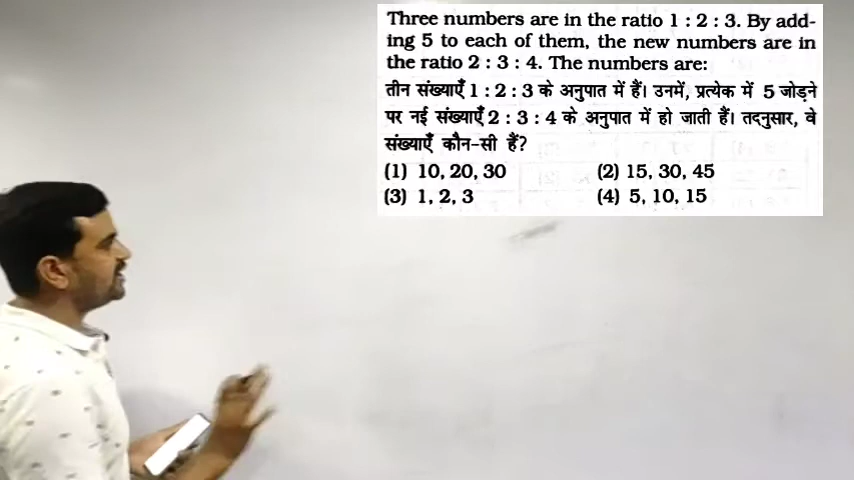 Three numbers are in the ratio 1 : 2 : 3. By add-
ing 5 to each of them, the new numbers are in
the ratio 2 : 3 : 4. The numbers are:
तीन संख्याएँ 1 : 2 : 3 के अनुपात में हैं। उनमें, प्रत्येक में 5 जोड़ने
पर नई संख्याएँ 2 : 3 : 4 के अनुपात में हो जाती हैं। तद्नुसार, वे
संख्याएँ कौन-सी हैं?
(1) 10, 20, 30 (2) 15, 30, 45
(3) 1, 2, 3 (4) 5, 10, 15